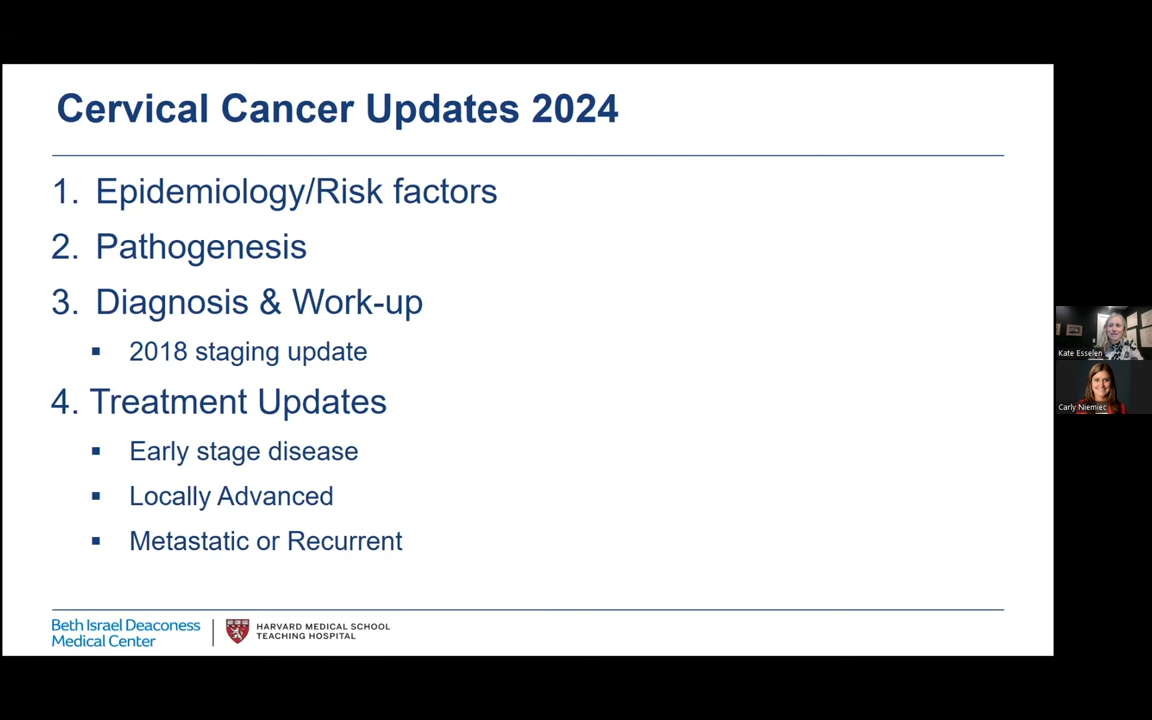 Cervical Cancer Updates 2024
1. Epidemiology/Risk factors
2. Pathogenesis
3. Diagnosis & Work-up
▪ 2018 staging update
4. Treatment Updates
▪ Early stage disease
▪ Locally Advanced
▪ Metastatic or Recurrent
Beth Israel Deaconess
Medical Center
HARVARD MEDICAL SCHOOL
TEACHING HOSPITAL
Kate Esselen
Carly Niemiec